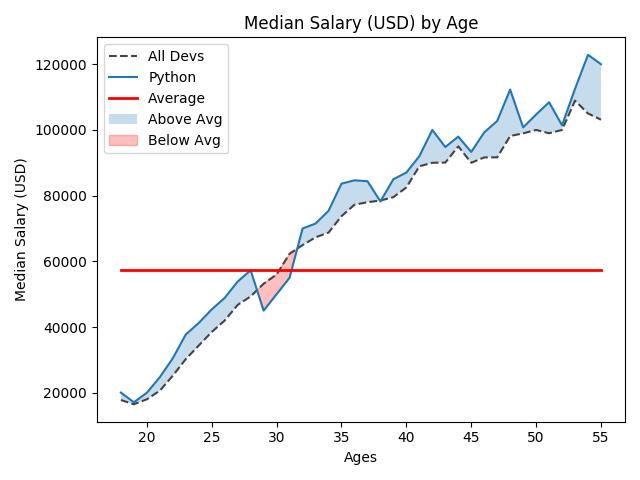 Median Salary (USD) by Age
All Devs
Python
Average
Above Avg
Below Avg
Median Salary (USD)
120000
100000
80000
60000
40000
20000
20 25 30 35 40 45 50 55
Ages